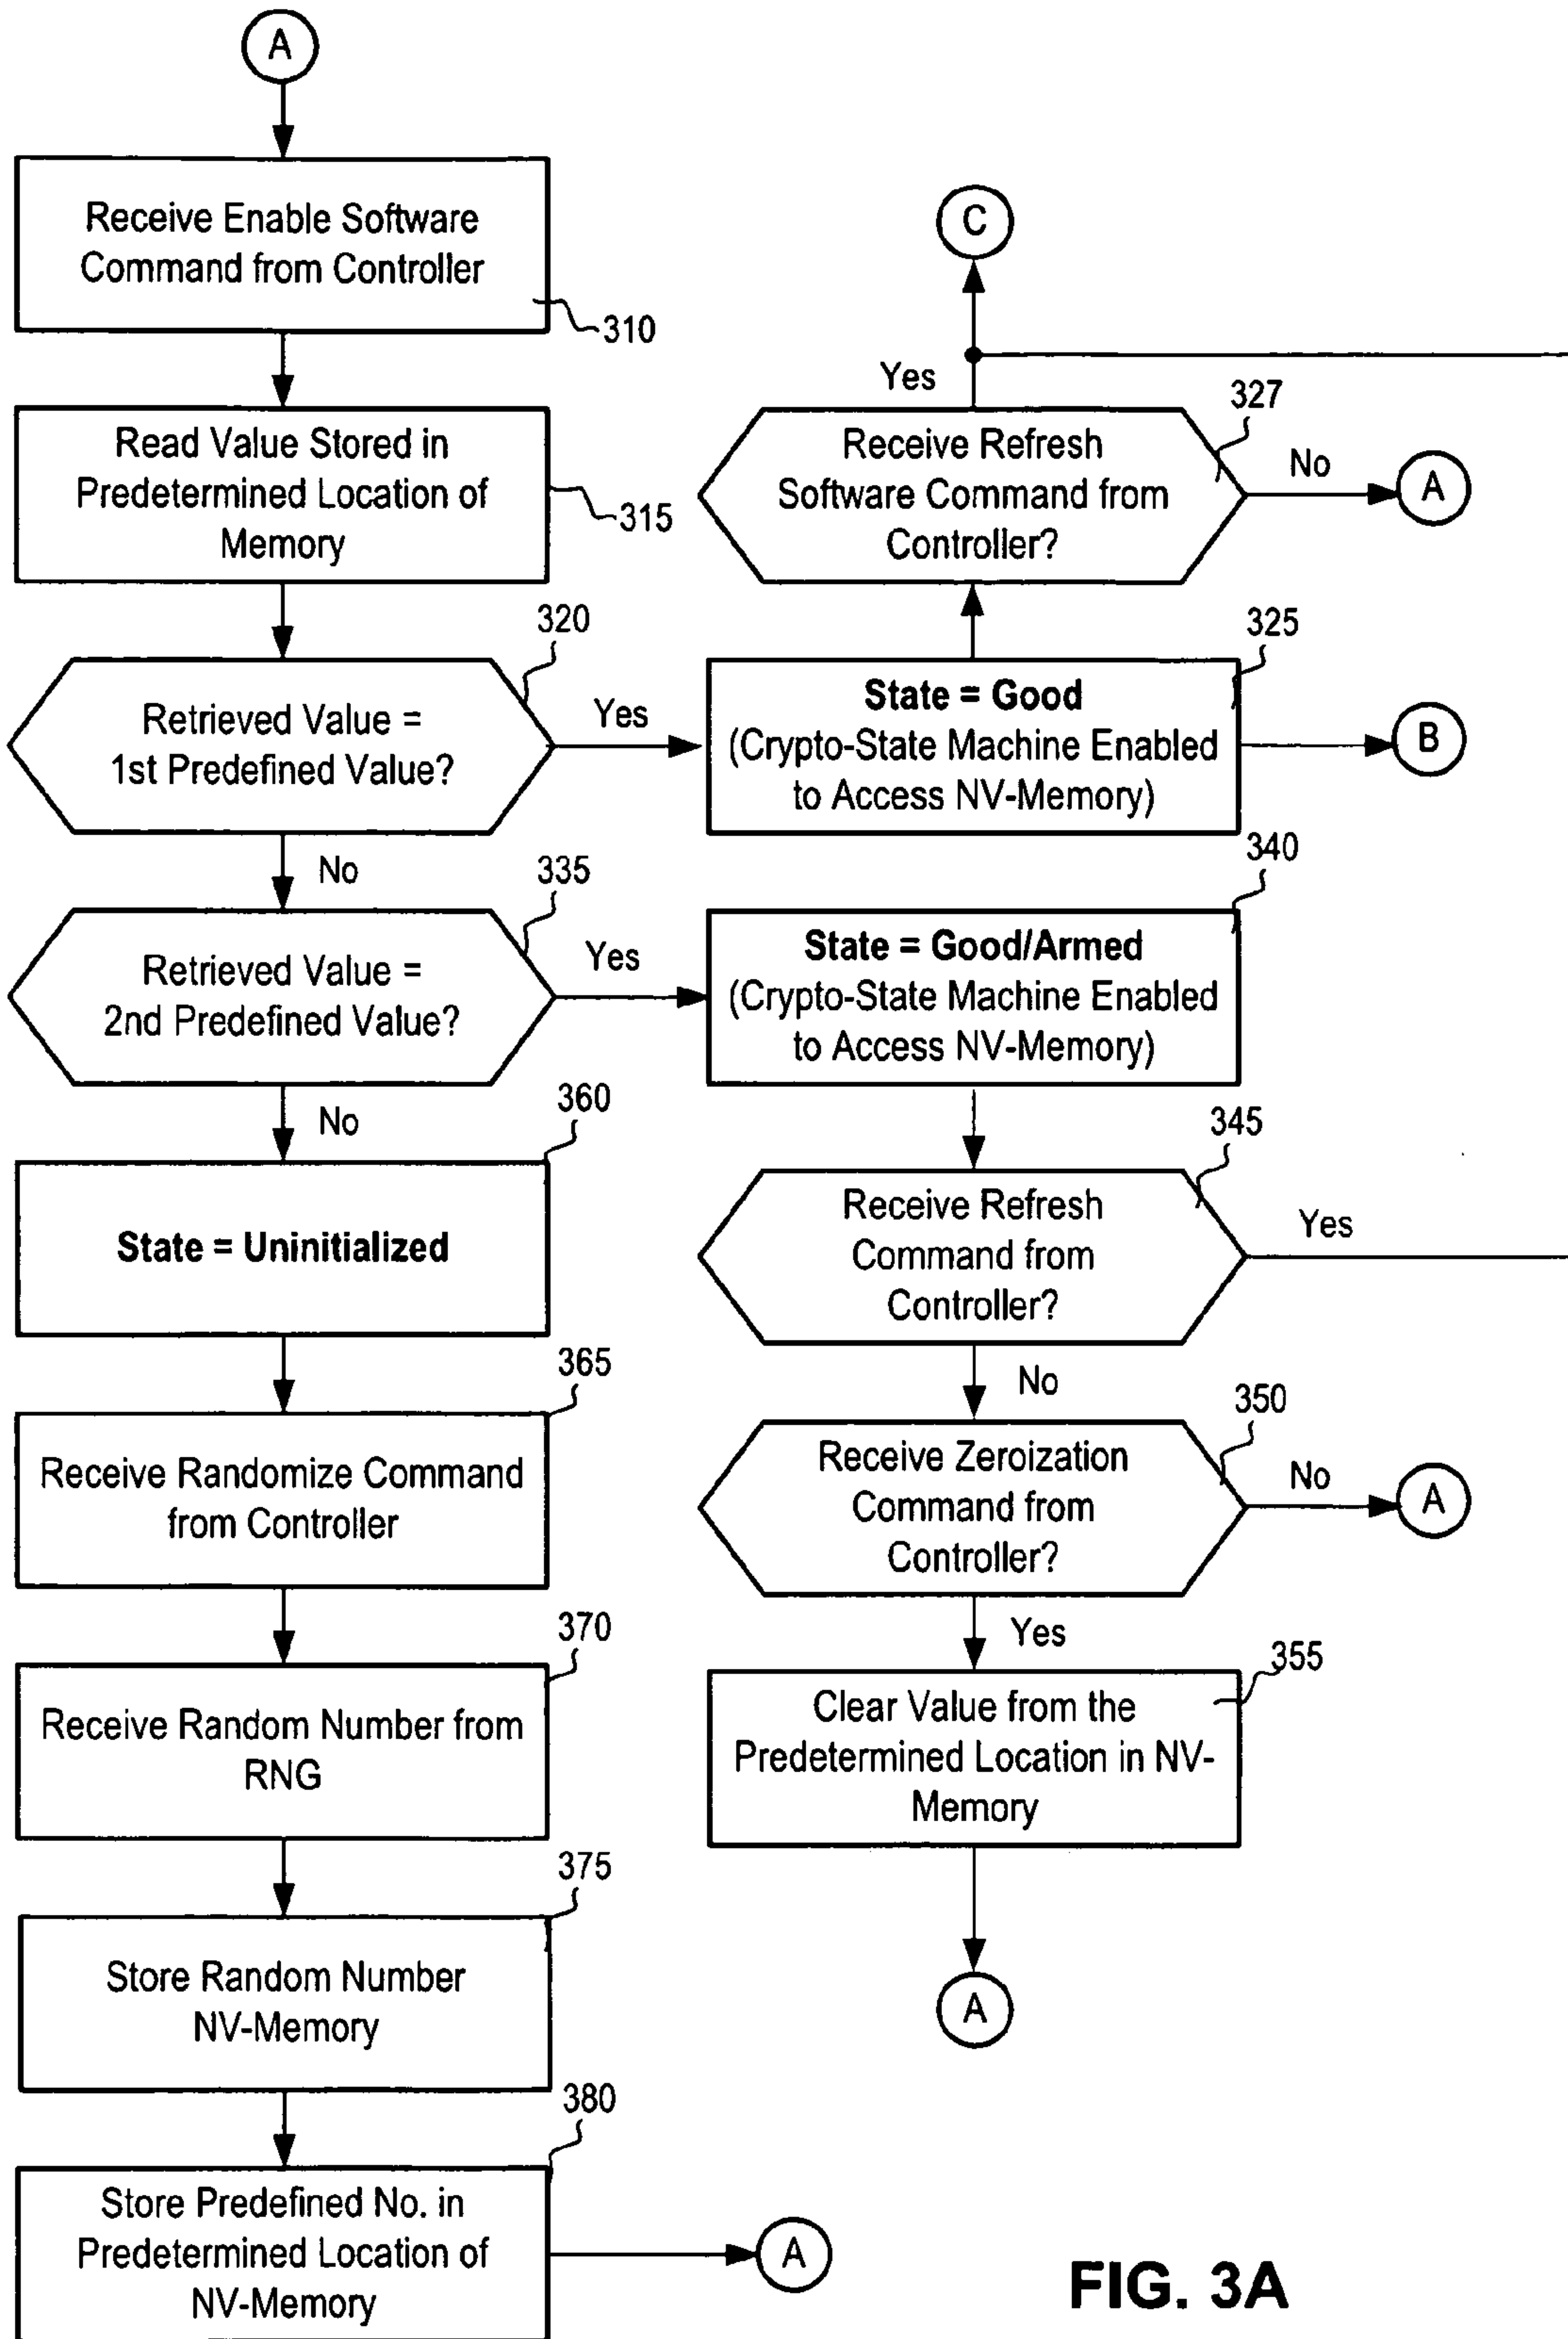 A
Receive Enable Software
Command from Controller
310
Read Value Stored in
Predetermined Location of
Memory
315
320
Retrieved Value =
1st Predefined Value?
Yes
No
335
Retrieved Value =
2nd Predefined Value?
Yes
No
360
State = Uninitialized
365
Receive Randomize Command
from Controller
370
Receive Random Number from
RNG
375
Store Random Number
NV-Memory
380
Store Predefined No. in
Predetermined Location of
NV-Memory
A
C
Yes
327
Receive Refresh
Software Command from
Controller?
No
A
325
State = Good
(Crypto-State Machine Enabled
to Access NV-Memory)
B
340
State = Good/Armed
(Crypto-State Machine Enabled
to Access NV-Memory)
345
Receive Refresh
Command from
Controller?
Yes
No
350
Receive Zeroization
Command from
Controller?
No
A
Yes
355
Clear Value from the
Predetermined Location in NV-
Memory
A
FIG. 3A